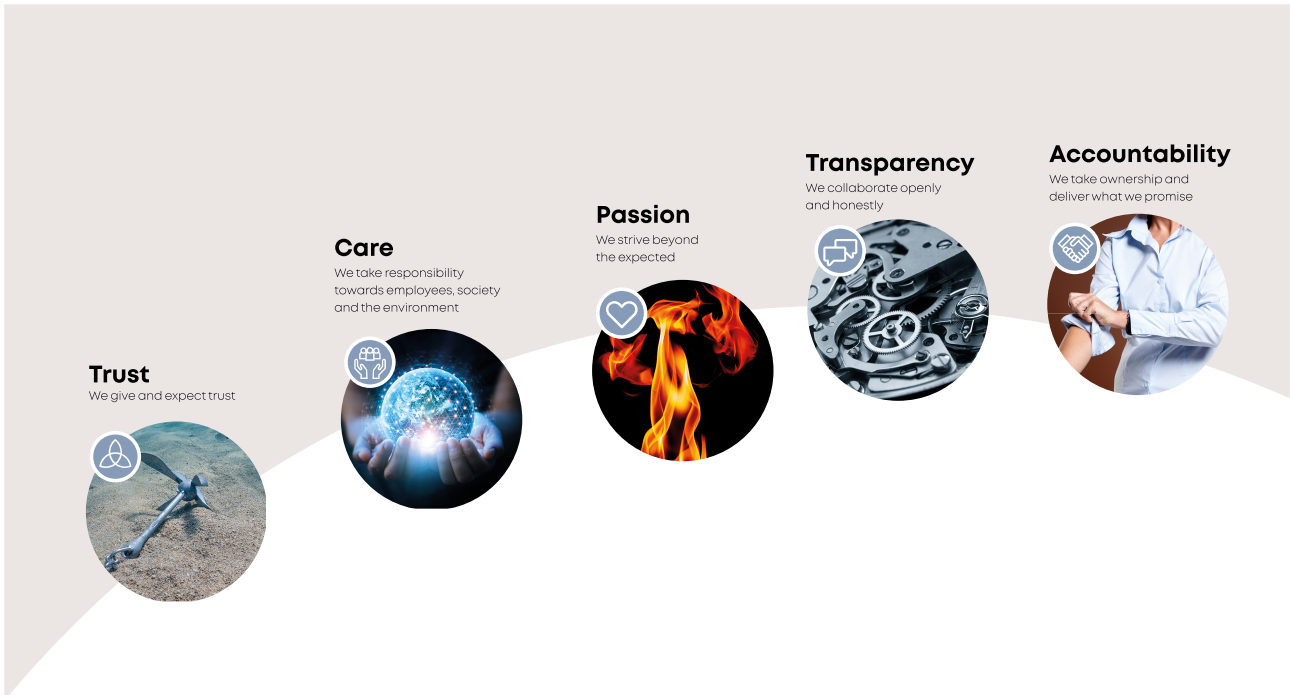 Trust
We give and expect trust
Care
We take responsibility
towards employees, society
and the environment
Passion
We strive beyond
the expected
Transparency
We collaborate openly
and honestly
Accountability
We take ownership and
deliver what we promise